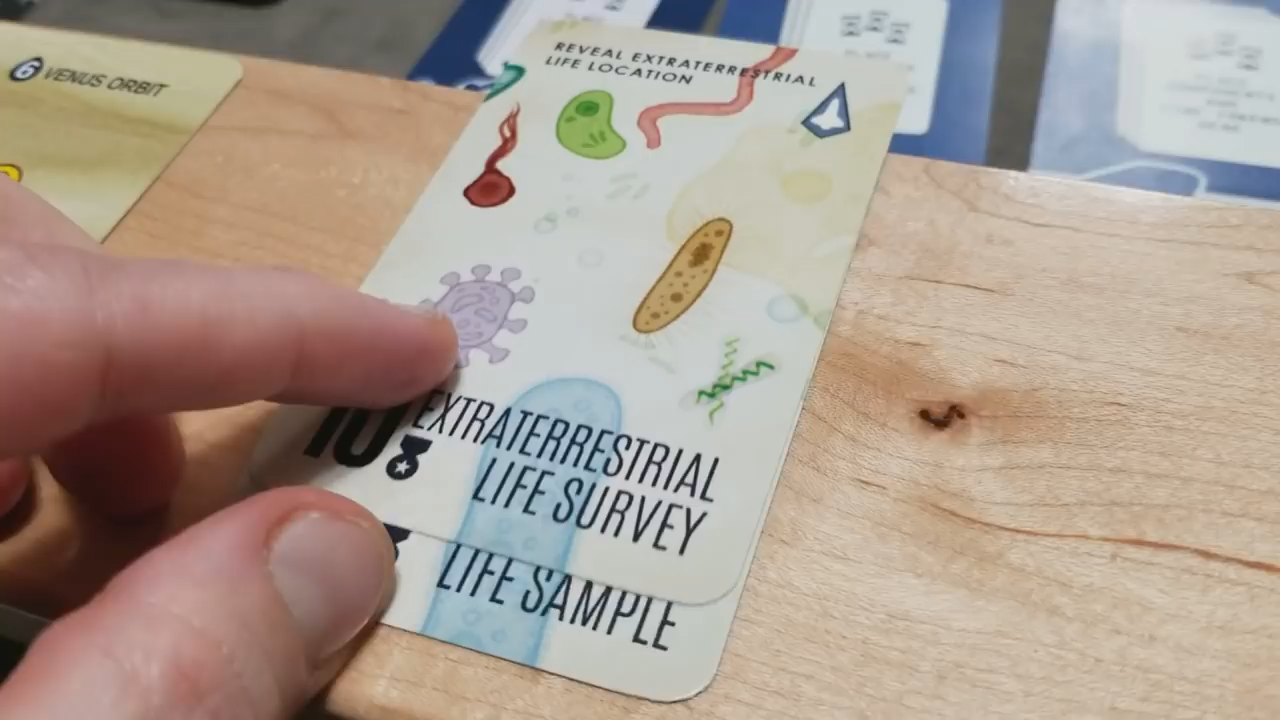 REVEAL EXTRATERRESTRIAL
LIFE LOCATION
6 VENUS ORBIT
10
EXTRATERRESTRIAL
LIFE SURVEY
LIFE SAMPLE